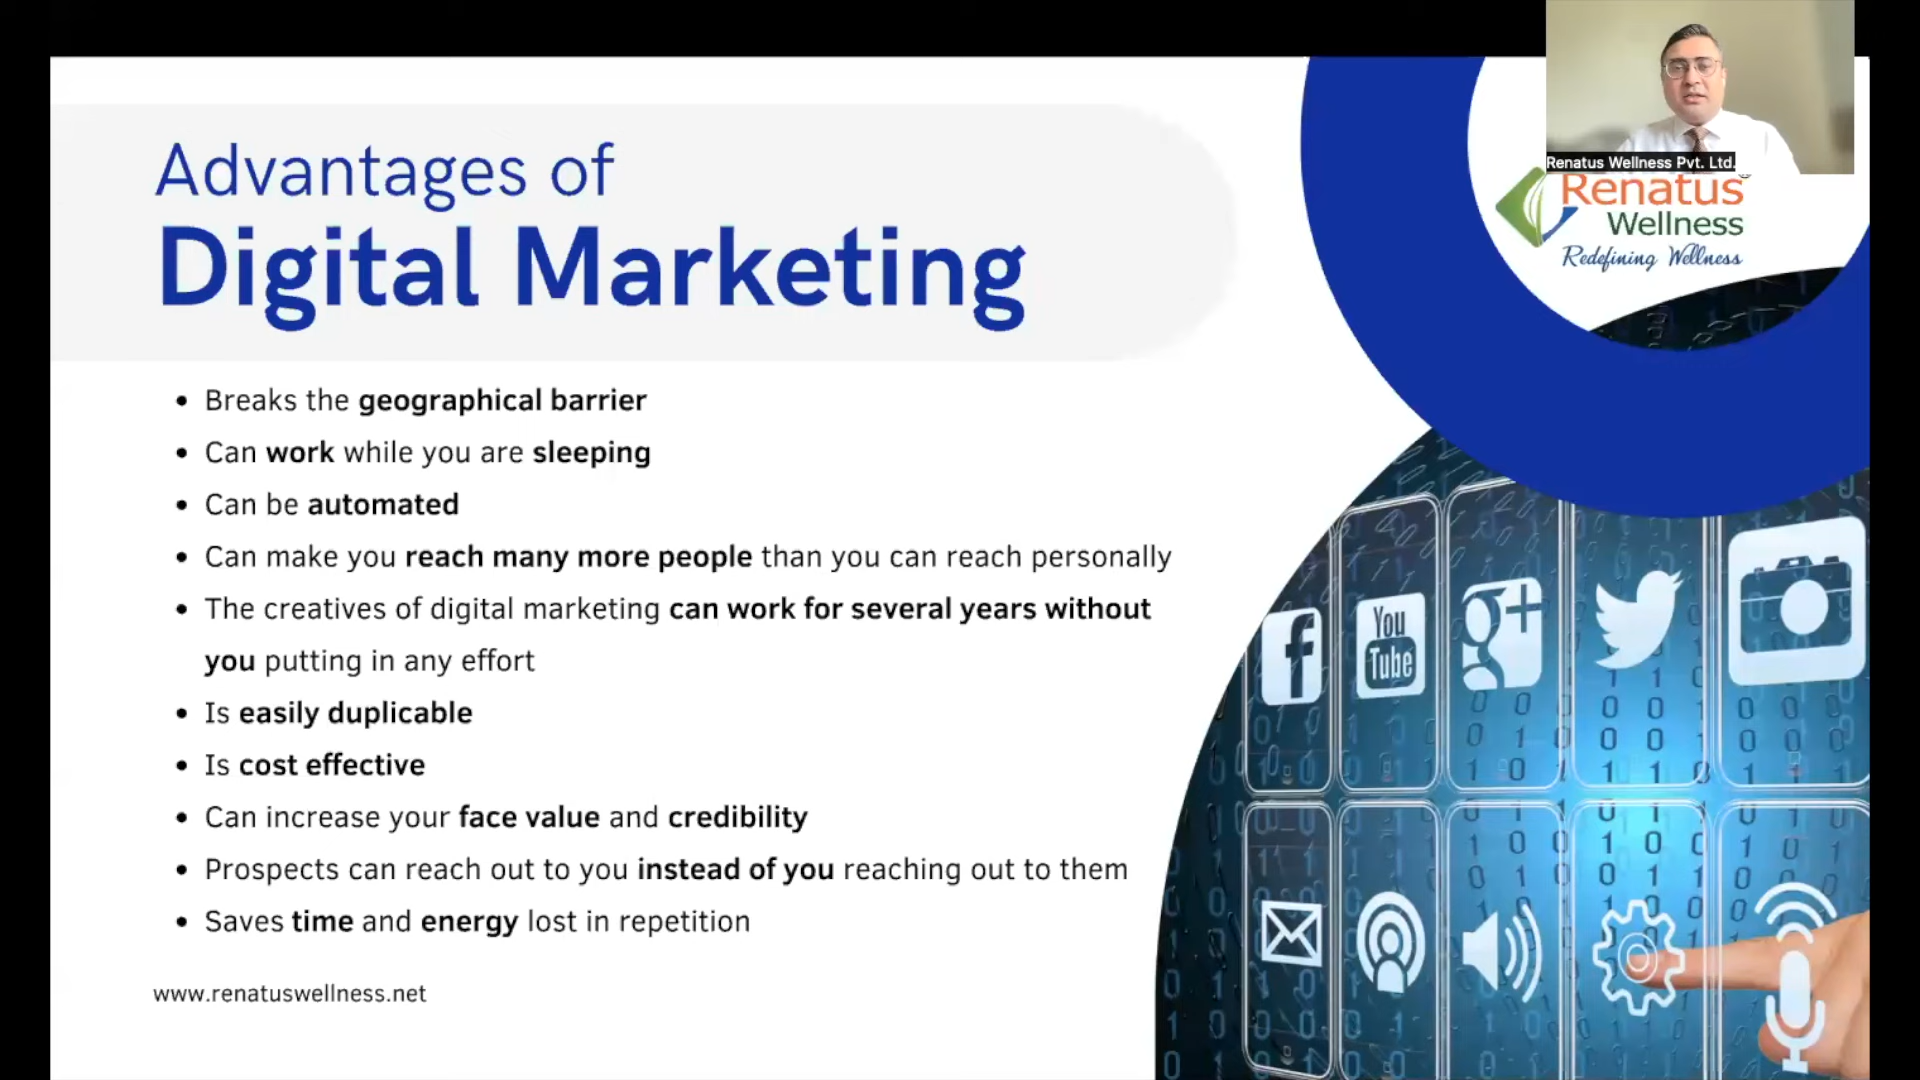 Renatus Wellness Pvt. Ltd.
Renatus
Wellness
Redefining Wellness
Advantages of
Digital Marketing
• Breaks the geographical barrier
• Can work while you are sleeping
• Can be automated
• Can make you reach many more people than you can reach personally
• The creatives of digital marketing can work for several years without
you putting in any effort
• Is easily duplicable
• Is cost effective
• Can increase your face value and credibility
• Prospects can reach out to you instead of you reaching out to them
• Saves time and energy lost in repetition
www.renatuswellness.net
f
You
Tube
g+